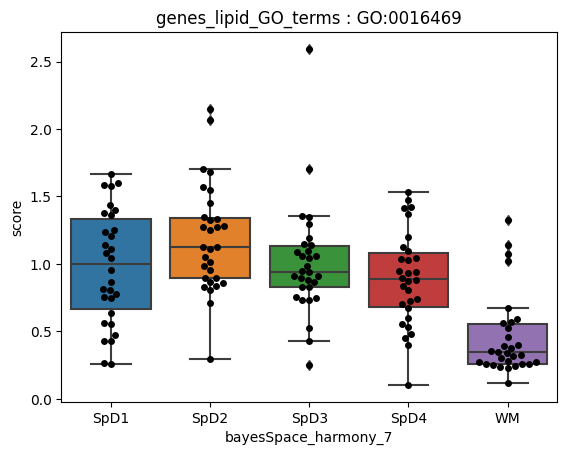 genes_lipid_GO_terms : GO:0016469
2.5
2.0
1.5
1.0
0.5
0.0
score
SpD1 SpD2 SpD3 SpD4 WM
bayesSpace_harmony_7